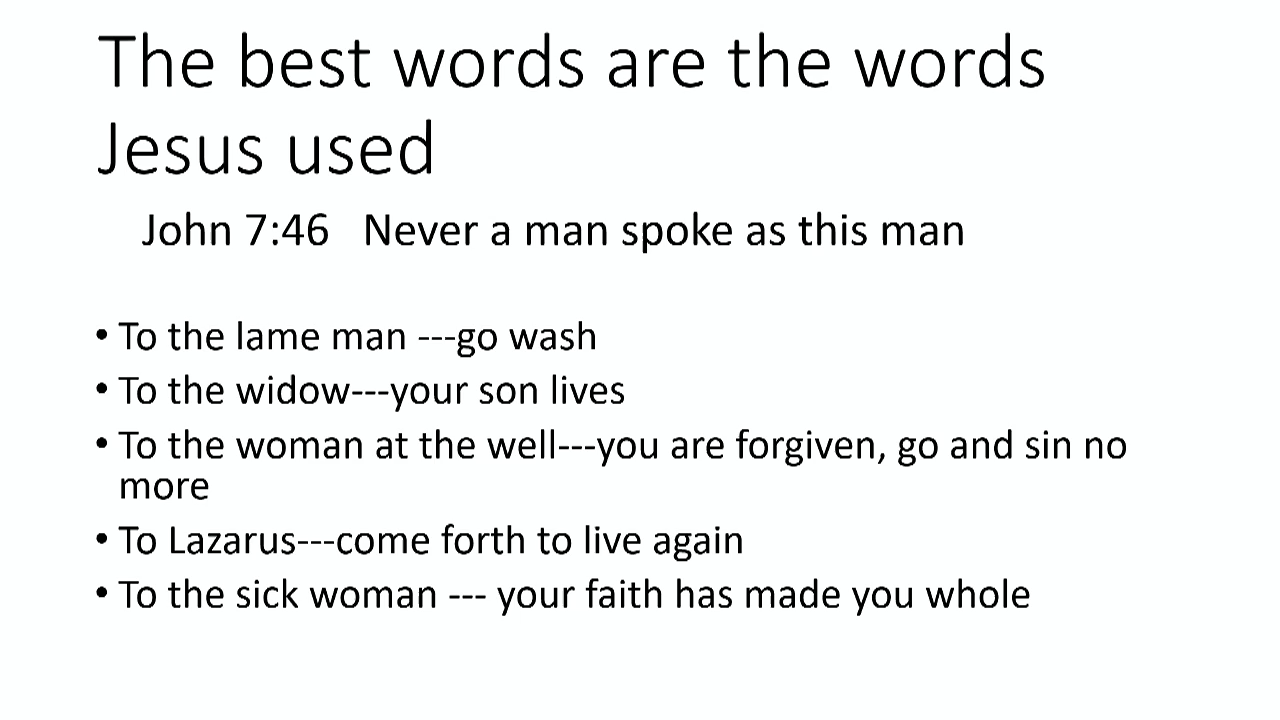 The best words are the words
Jesus used
John 7:46   Never a man spoke as this man
• To the lame man ---go wash
• To the widow---your son lives
• To the woman at the well---you are forgiven, go and sin no
more
• To Lazarus---come forth to live again
• To the sick woman --- your faith has made you whole